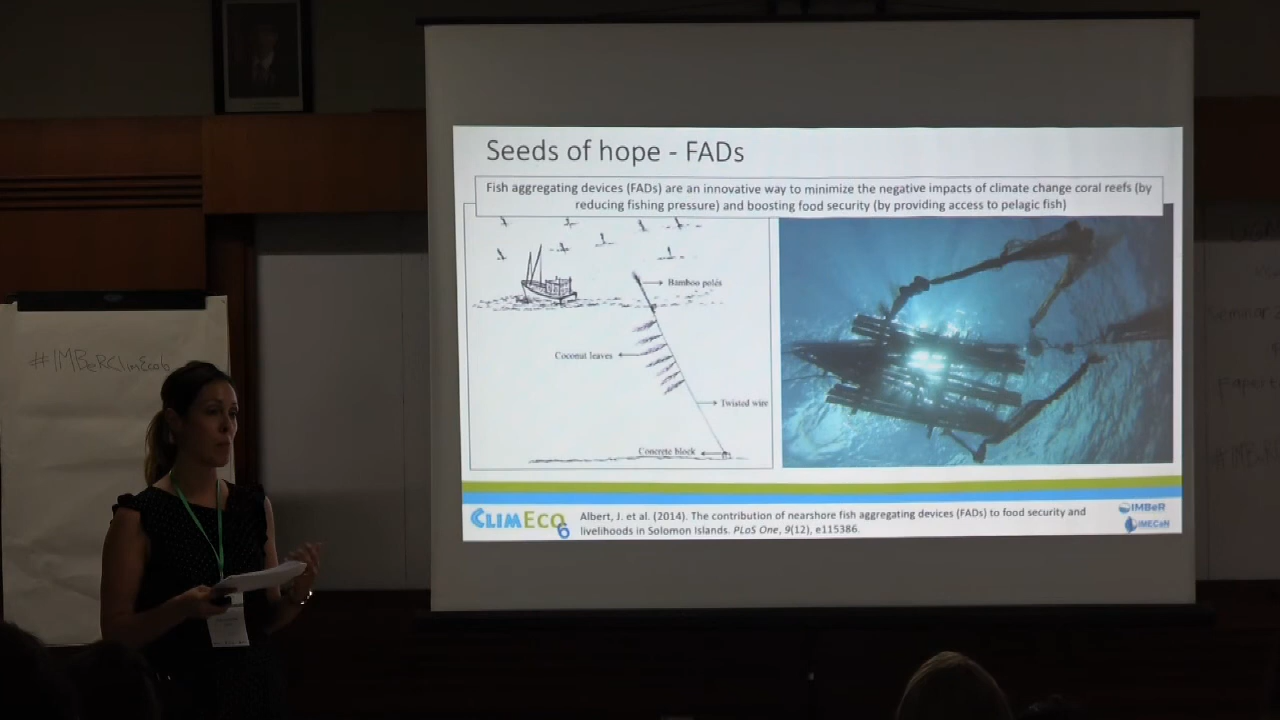 Seeds of hope - FADs
Fish aggregating devices (FADs) are an innovative way to minimize the negative impacts of climate change coral reefs (by
reducing fishing pressure) and boosting food security (by providing access to pelagic fish)
Bamboo poles
Coconut leaves
Twisted wire
Concrete block
#IMBeRClimEco6
CLIMECO6
Albert, J. et al. (2014). The contribution of nearshore fish aggregating devices (FADs) to food security and
livelihoods in Solomon Islands. PLoS One, 9(12), e115386.
IMBeR
IMECaN